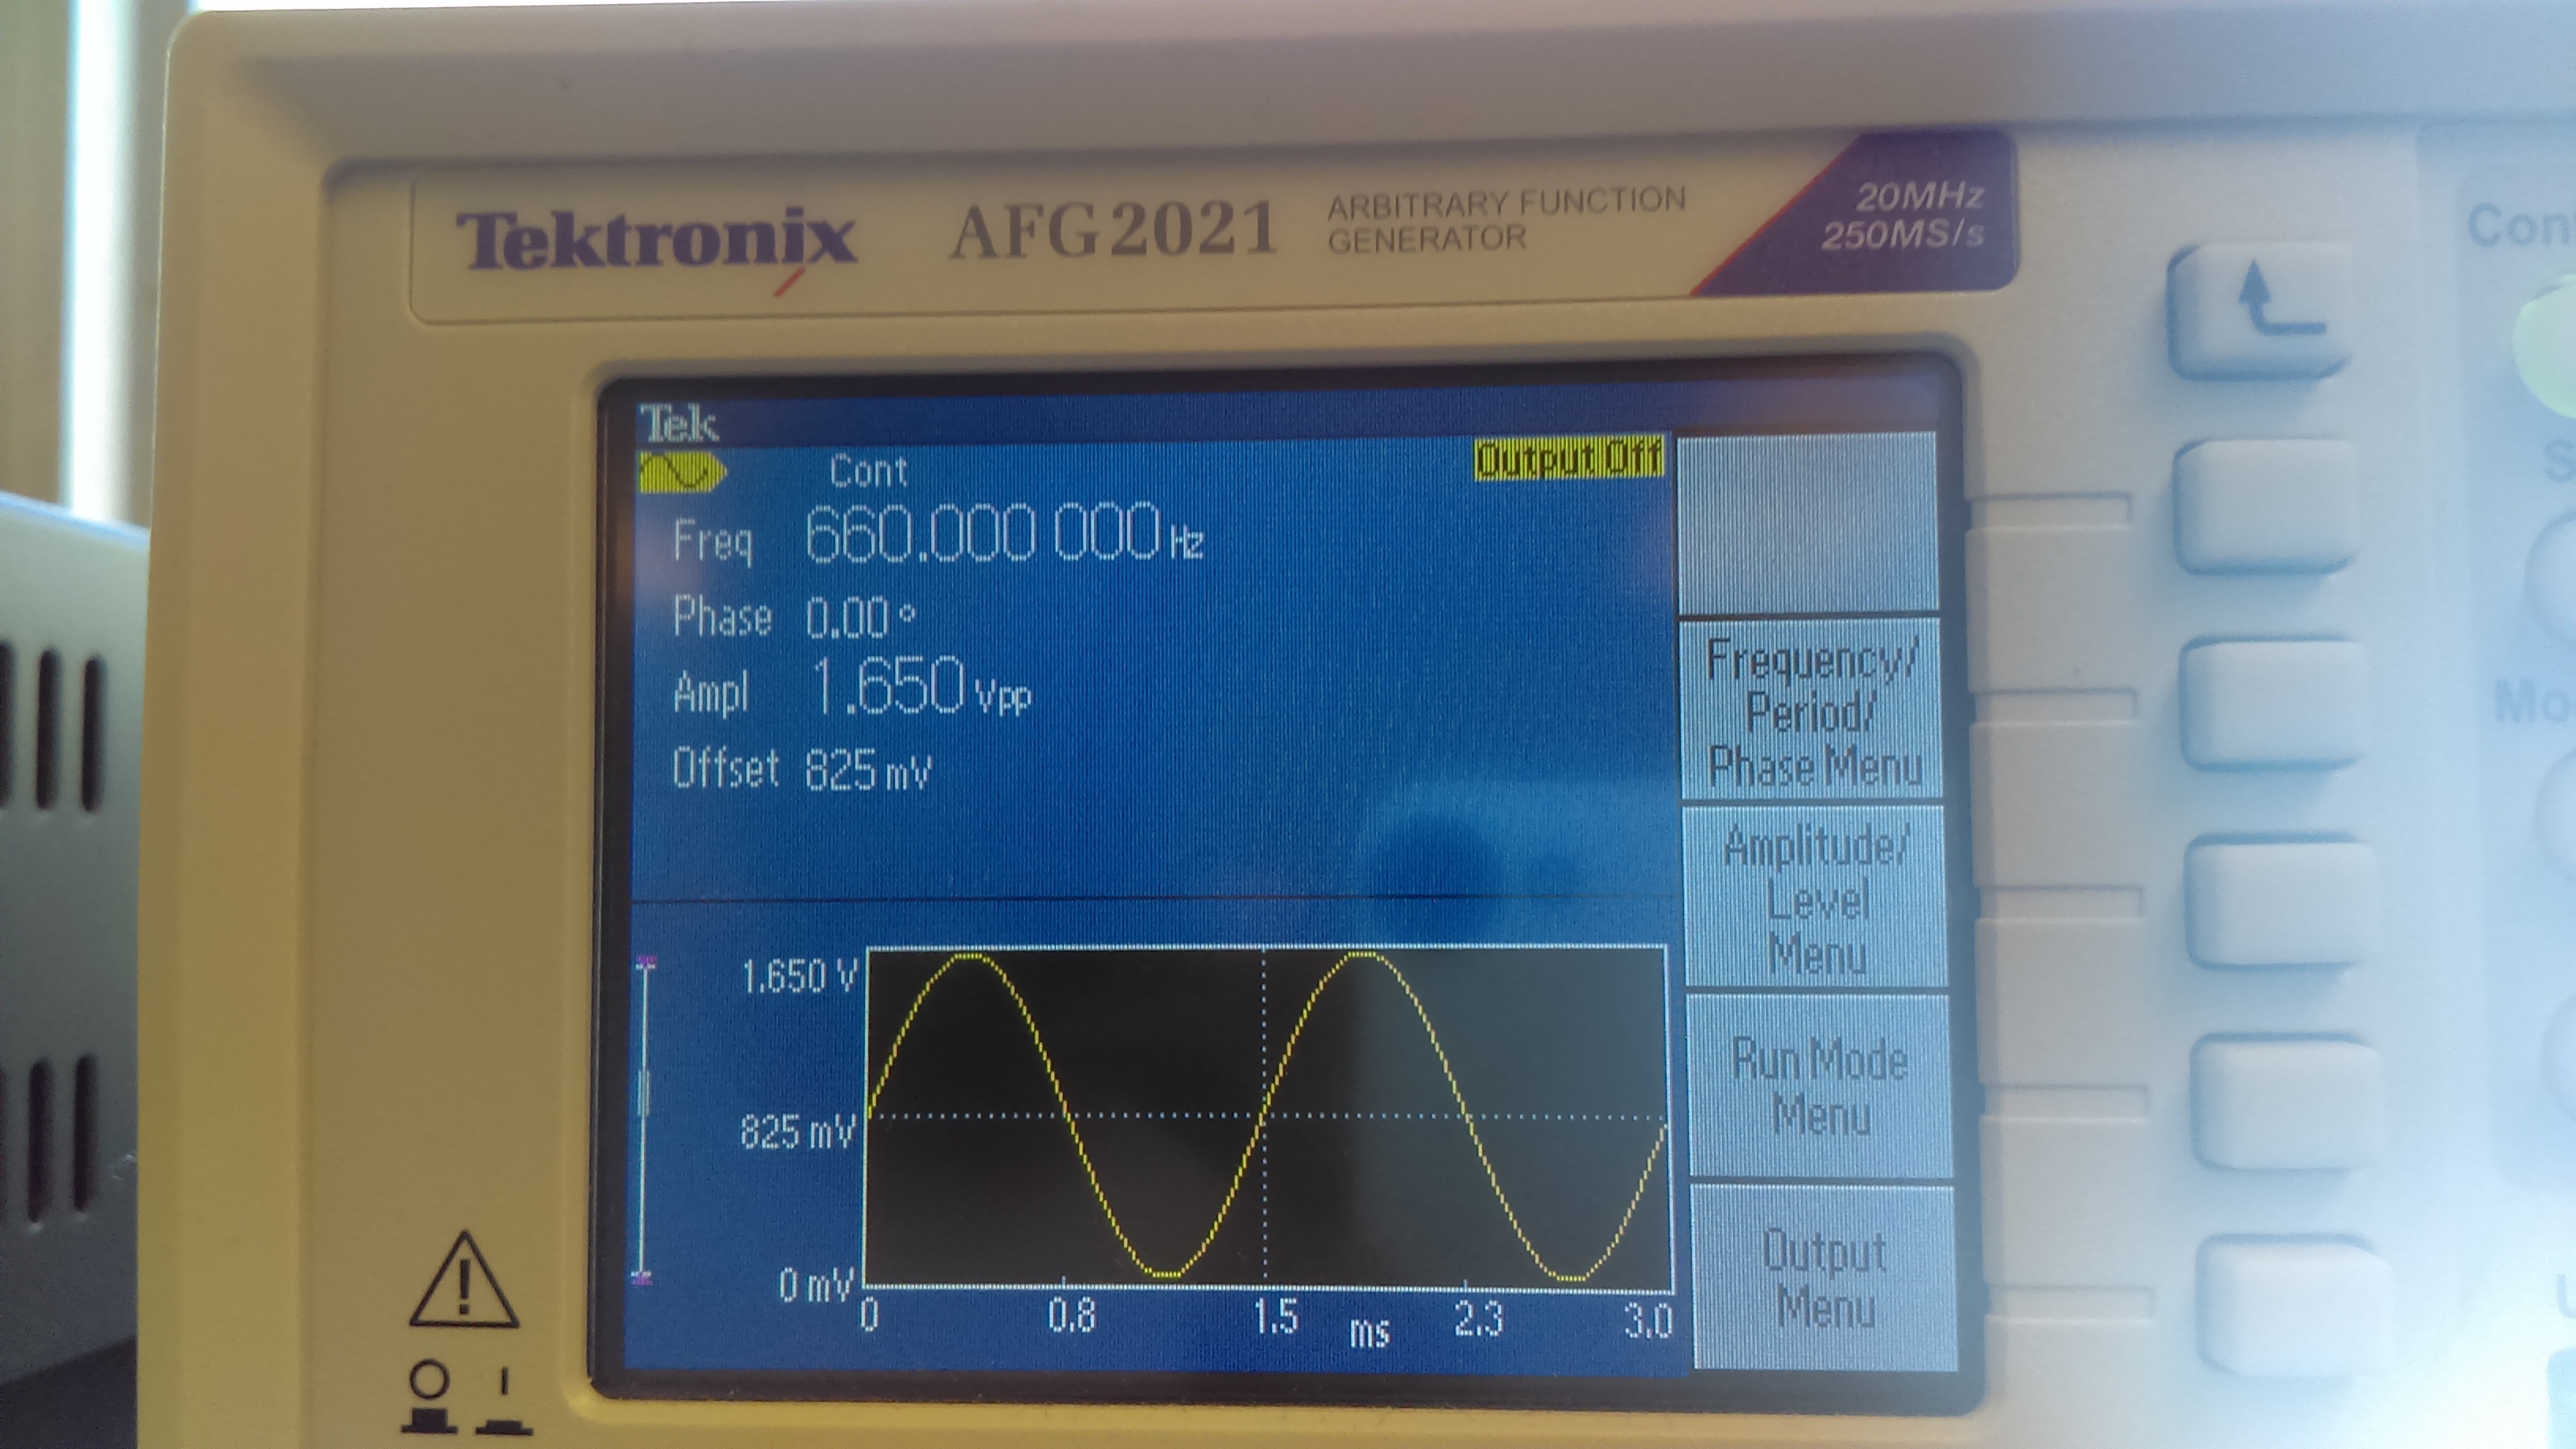 Tektronix AFG2021 ARBITRARY FUNCTION GENERATOR
20MHz
250MS/s
Tek
Cont Output Off
Freq 660.000 000 Hz
Phase 0.00°
Ampl 1.650 Vpp
Offset 825 mV
Frequency/
Period/
Phase Menu
Amplitude/
Level
Menu
Run Mode
Menu
Output
Menu
1.650 V
825 mV
0 mV
0 0.8 1.5 ms 2.3 3.0